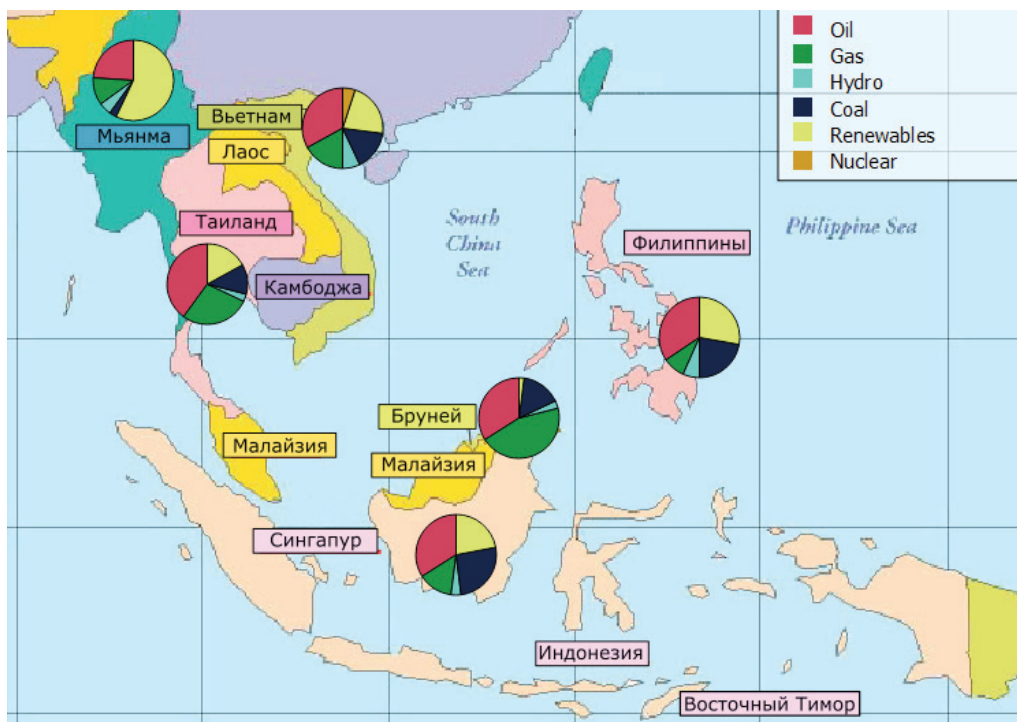 Oil
Gas
Hydro
Coal
Renewables
Nuclear
Мьянма
Вьетнам
Лаос
Таиланд
South
China
Sea
Филиппины
Philippine Sea
Камбоджа
Бруней
Малайзия
Малайзия
Сингапур
Индонезия
Восточный Тимор